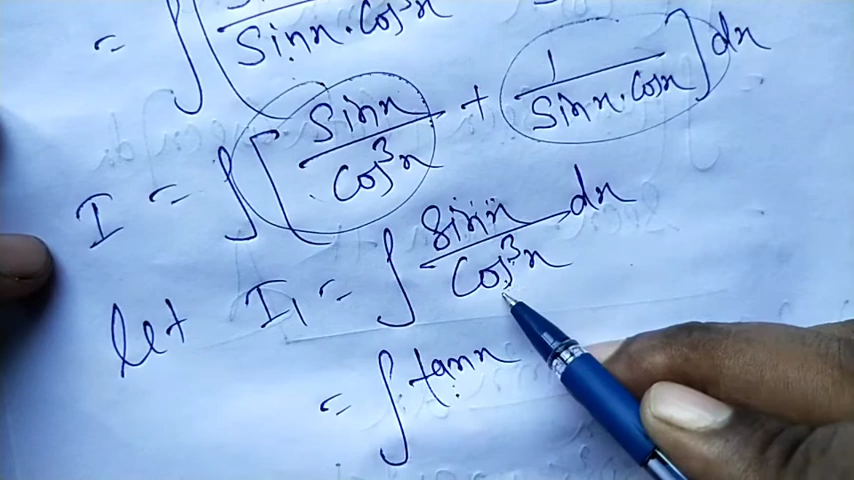 = ∫[ / Sinx.Cos³x
I = ∫[ Sinx/Cos³x + 1/Sinx.Cosx ] dx
let I₁ = ∫ Sinx/Cos³x dx
= ∫ tanx